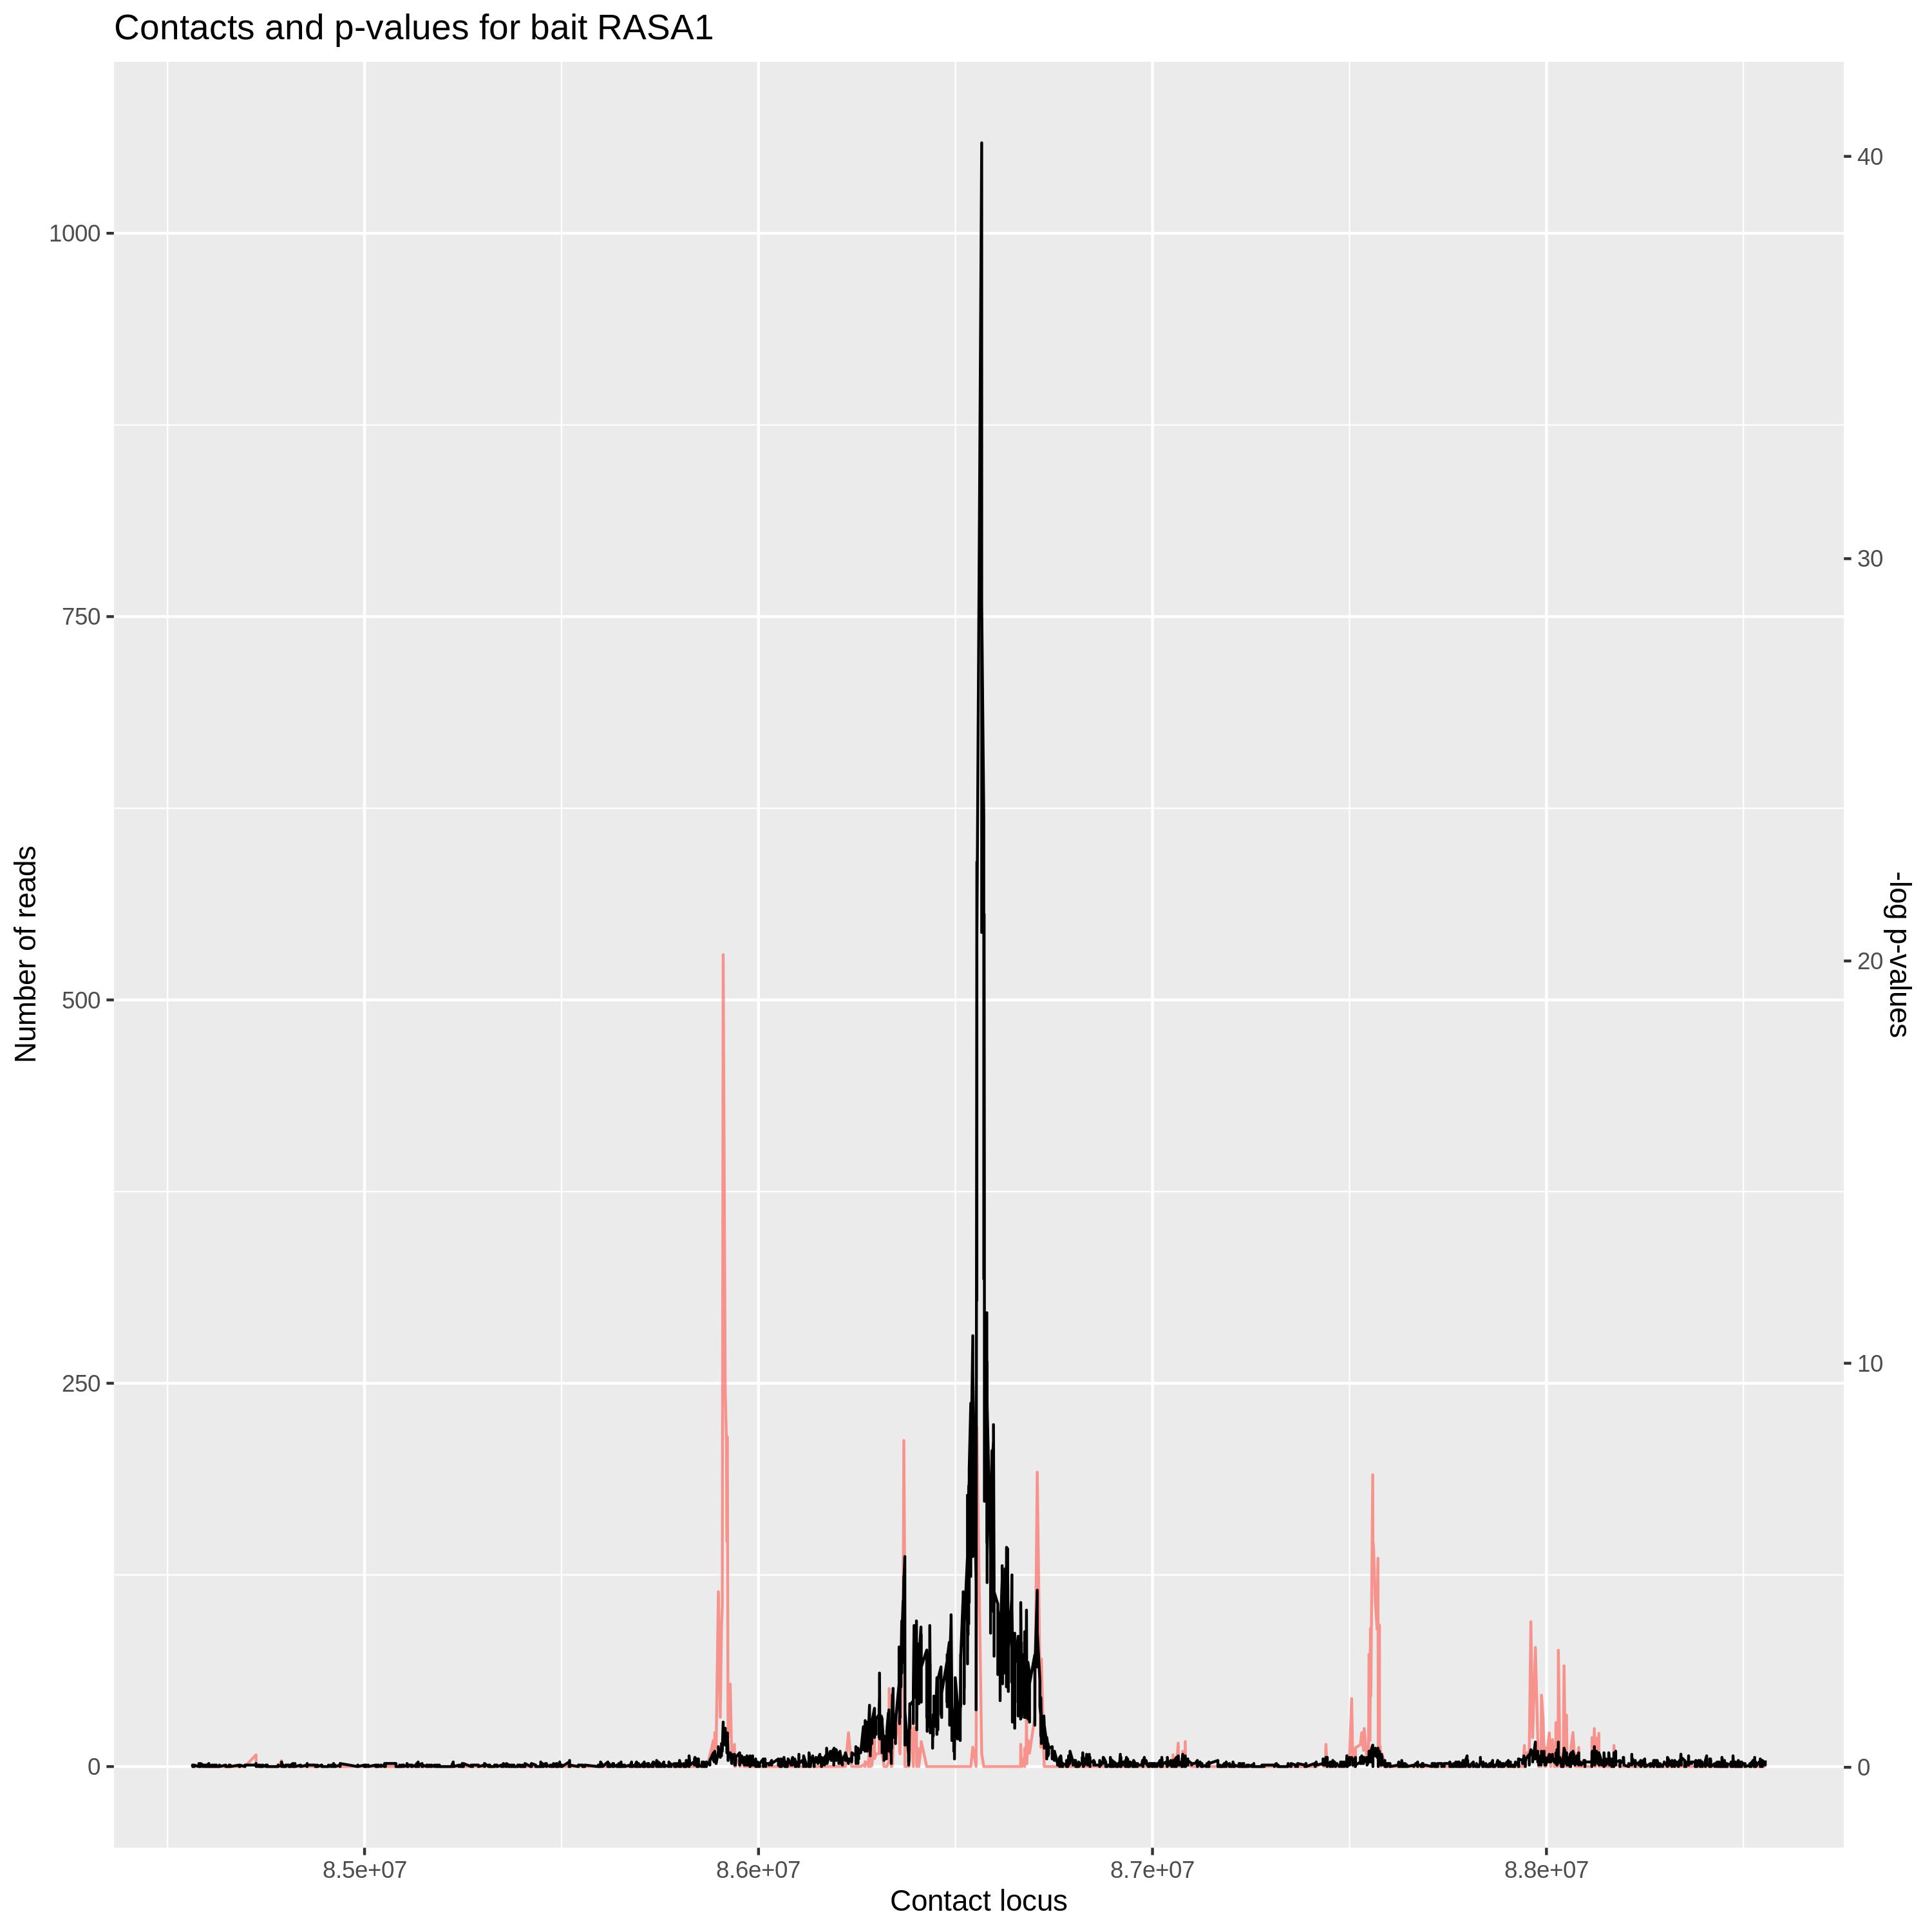 Contacts and p-values for bait RASA1
Number of reads
1000
750
500
250
0
40
30
20
10
0
-log p-values
8.5e+07
8.6e+07
8.7e+07
8.8e+07
Contact locus